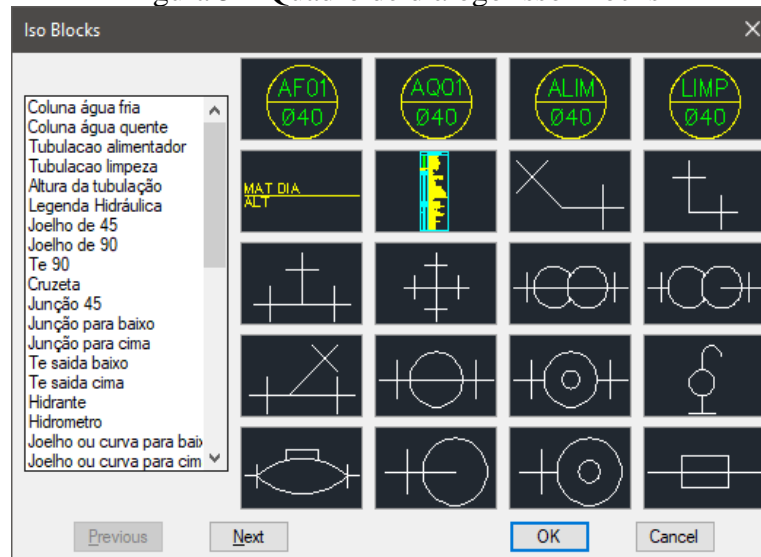 Iso Blocks
Coluna água fria
Coluna água quente
Tubulacao alimentador
Tubulacao limpeza
Altura da tubulação
Legenda Hidráulica
Joelho de 45
Joelho de 90
Te 90
Cruzeta
Junção 45
Junção para baixo
Junção para cima
Te saida baixo
Te saida cima
Hidrante
Hidrometro
Joelho ou curva para baix
Joelho ou curva para cim
AF01
Ø40
AQ01
Ø40
ALIM
Ø40
LIMP
Ø40
MAT DIA
ALT
Previous
Next
OK
Cancel